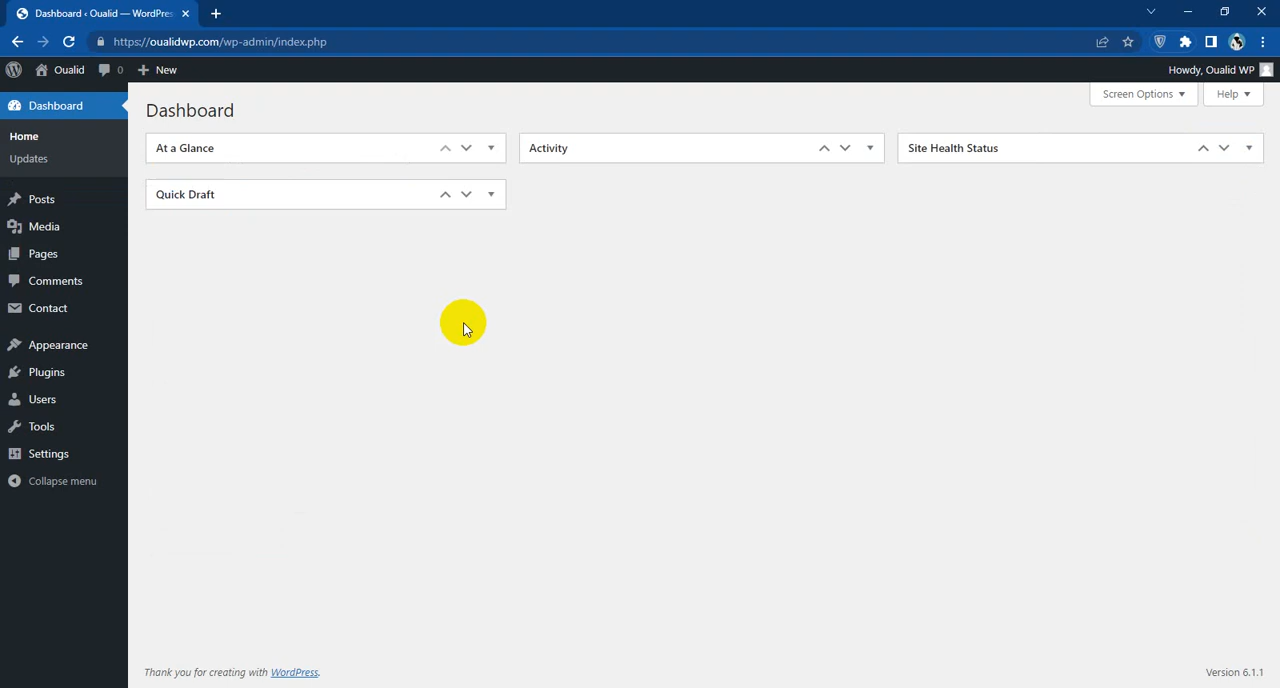 Dashboard ‹ Oualid — WordPres
https://oualidwp.com/wp-admin/index.php
Oualid
0
New
Howdy, Oualid WP
Dashboard
Home
Updates
Posts
Media
Pages
Comments
Contact
Appearance
Plugins
Users
Tools
Settings
Collapse menu
Screen Options
Help
Dashboard
At a Glance
Activity
Site Health Status
Quick Draft
Thank you for creating with WordPress.
Version 6.1.1